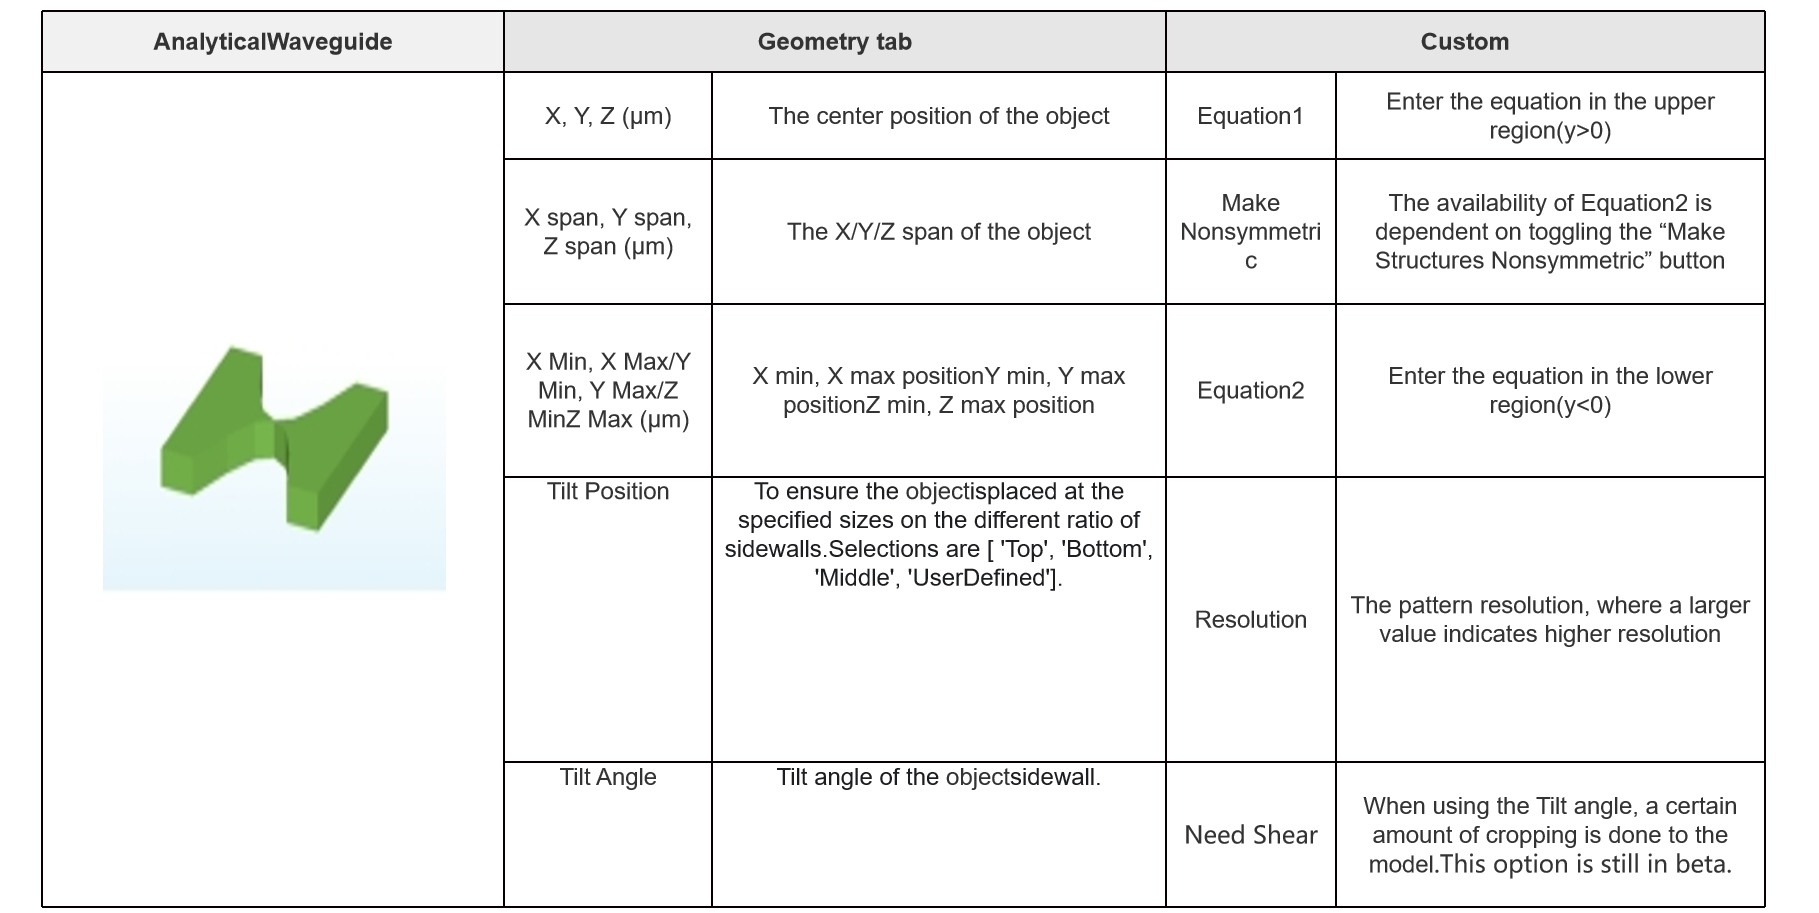 AnalyticalWaveguide
Geometry tab
Custom
X, Y, Z (μm)
The center position of the object
Equation1
Enter the equation in the upper
region(y>0)
X span, Y span,
Z span (μm)
The X/Y/Z span of the object
Make
Nonsymmetri
c
The availability of Equation2 is
dependent on toggling the “Make
Structures Nonsymmetric” button
X Min, X Max/Y
Min, Y Max/Z
MinZ Max (μm)
X min, X max positionY min, Y max
positionZ min, Z max position
Equation2
Enter the equation in the lower
region(y<0)
Tilt Position
To ensure the objectisplaced at the
specified sizes on the different ratio of
sidewalls.Selections are [ 'Top', 'Bottom',
'Middle', 'UserDefined'].
Resolution
The pattern resolution, where a larger
value indicates higher resolution
Tilt Angle
Tilt angle of the objectsidewall.
Need Shear
When using the Tilt angle, a certain
amount of cropping is done to the
model.This option is still in beta.